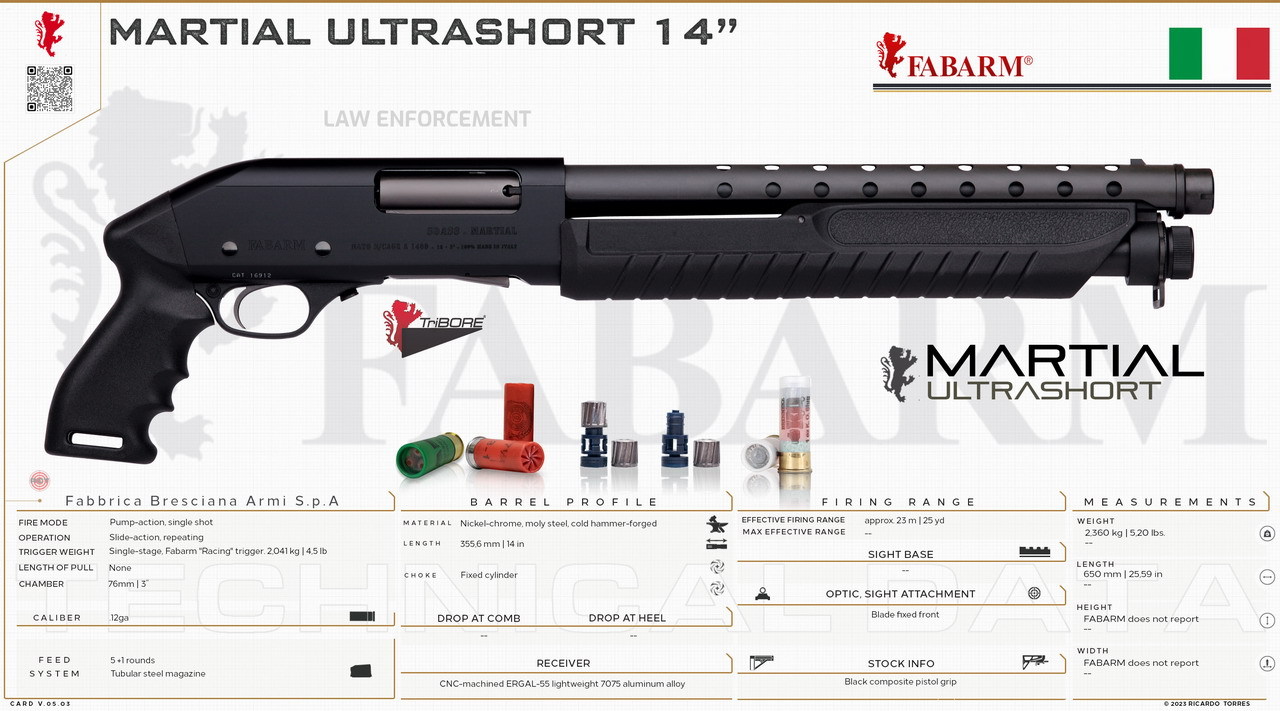 MARTIAL ULTRASHORT 14”
FABARM®
LAW ENFORCEMENT
FABARM
SDASS - MARTIAL
CAT 16912
TriBORE®
FABARM
MARTIAL
ULTRASHORT
Fabbrica Bresciana Armi S.p.A
FIRE MODE Pump-action, single shot
OPERATION Slide-action, repeating
TRIGGER WEIGHT Single-stage, Fabarm "Racing" trigger. 2,041 kg | 4,5 lb
LENGTH OF PULL None
CHAMBER 76mm | 3"
CALIBER .12ga
FEED SYSTEM 5 +1 rounds
Tubular steel magazine
BARREL PROFILE
MATERIAL Nickel-chrome, moly steel, cold hammer-forged
LENGTH 355,6 mm | 14 in
CHOKE Fixed cylinder
DROP AT COMB DROP AT HEEL
-- --
RECEIVER
CNC-machined ERGAL-55 lightweight 7075 aluminum alloy
FIRING RANGE
EFFECTIVE FIRING RANGE approx. 23 m | 25 yd
MAX EFFECTIVE RANGE --
SIGHT BASE
--
OPTIC, SIGHT ATTACHMENT
Blade fixed front
STOCK INFO
Black composite pistol grip
MEASUREMENTS
WEIGHT
2,360 kg | 5,20 lbs.
--
LENGTH
650 mm | 25,59 in
--
HEIGHT
FABARM does not report
--
WIDTH
FABARM does not report
TECHNICAL DATA
CARD V.05.03
© 2023 RICARDO TORRES